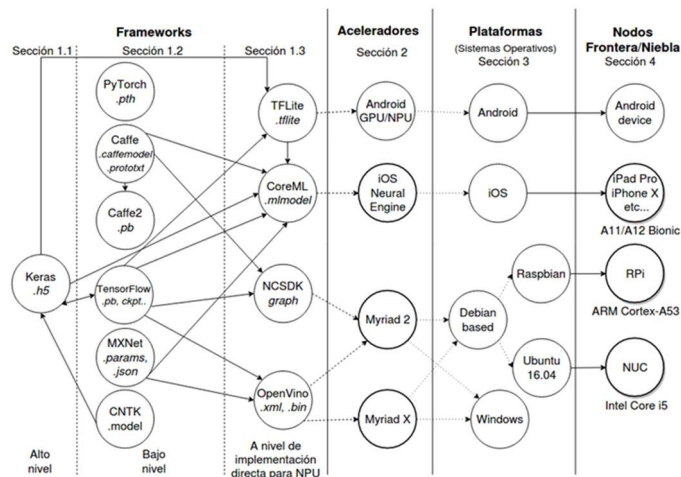 Frameworks
Sección 1.1
Sección 1.2
Sección 1.3
Aceleradores
Sección 2
Plataformas
(Sistemas Operativos)
Sección 3
Nodos
Frontera/Niebla
Sección 4
PyTorch
.pth
Caffe
.caffemodel
.prototxt
Caffe2
.pb
Keras
.h5
TensorFlow
.pb, ckpt..
MXNet
.params,
.json
CNTK
.model
TFLite
.tflite
CoreML
.mlmodel
NCSDK
graph
OpenVino
.xml, .bin
Android
GPU/NPU
iOS
Neural
Engine
Myriad 2
Myriad X
Android
iOS
Raspbian
Debian
based
Ubuntu
16.04
Windows
Android
device
iPad Pro
iPhone X
etc...
A11/A12 Bionic
RPi
ARM Cortex-A53
NUC
Intel Core i5
Alto
nivel
Bajo
nivel
A nivel de
implementación
directa para NPU